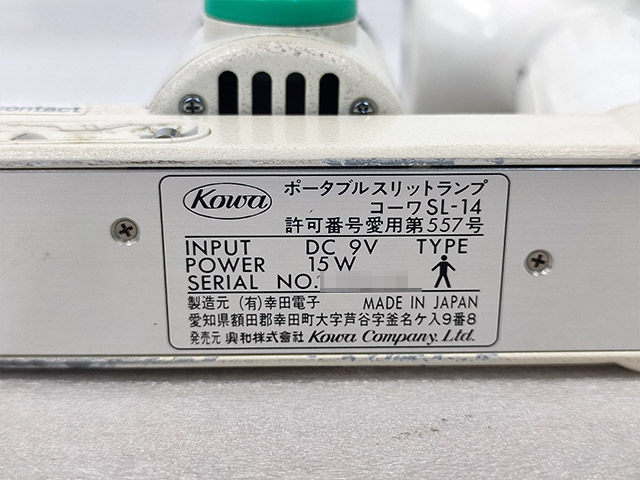 contact
Kowa
ポータブルスリットランプ
コーワ SL-14
許可番号愛用第557号
INPUT DC 9V TYPE
POWER 15W
SERIAL NO.
製造元 (有)幸田電子 MADE IN JAPAN
愛知県額田郡幸田町大字芦谷字釜名ケ入9番8
発売元 興和株式會社 Kowa Company. Ltd.